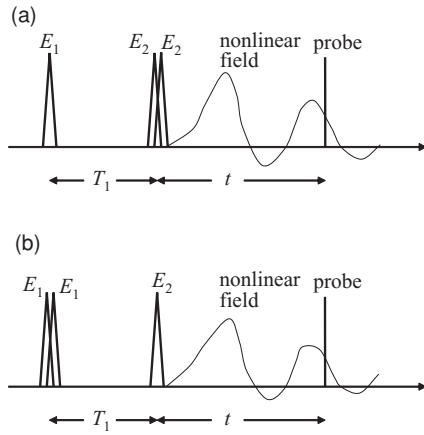 (a)
E1 E2 E2 nonlinear field probe
T1 t
(b)
E1 E1 E2 nonlinear field probe
T1 t